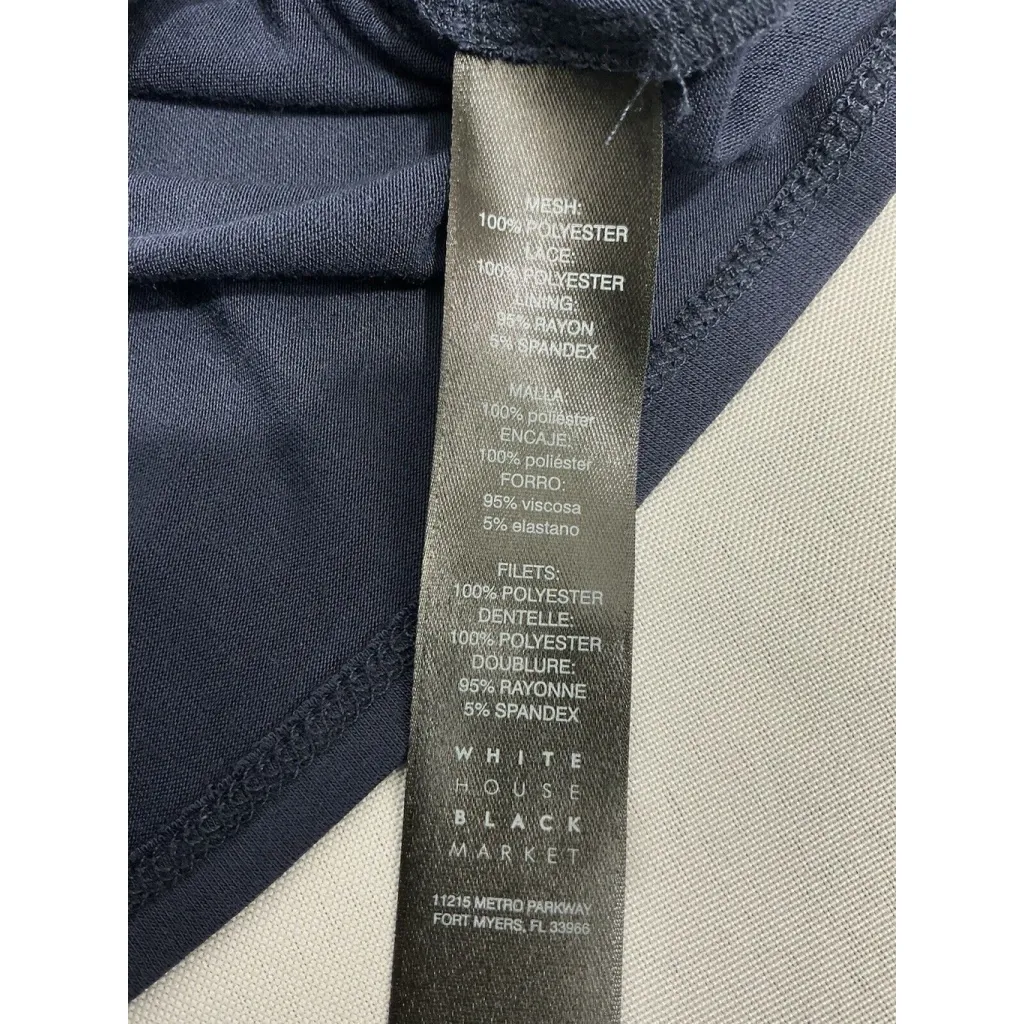 MESH:
100% POLYESTER
LACE:
100% POLYESTER
LINING:
95% RAYON
5% SPANDEX
MALLA:
100% poliéster
ENCAJE:
100% poliéster
FORRO:
95% viscosa
5% elastano
FILETS:
100% POLYESTER
DENTELLE:
100% POLYESTER
DOUBLURE:
95% RAYONNE
5% SPANDEX
WHITE
HOUSE
BLACK
MARKET
11215 METRO PARKWAY
FORT MYERS, FL 33966